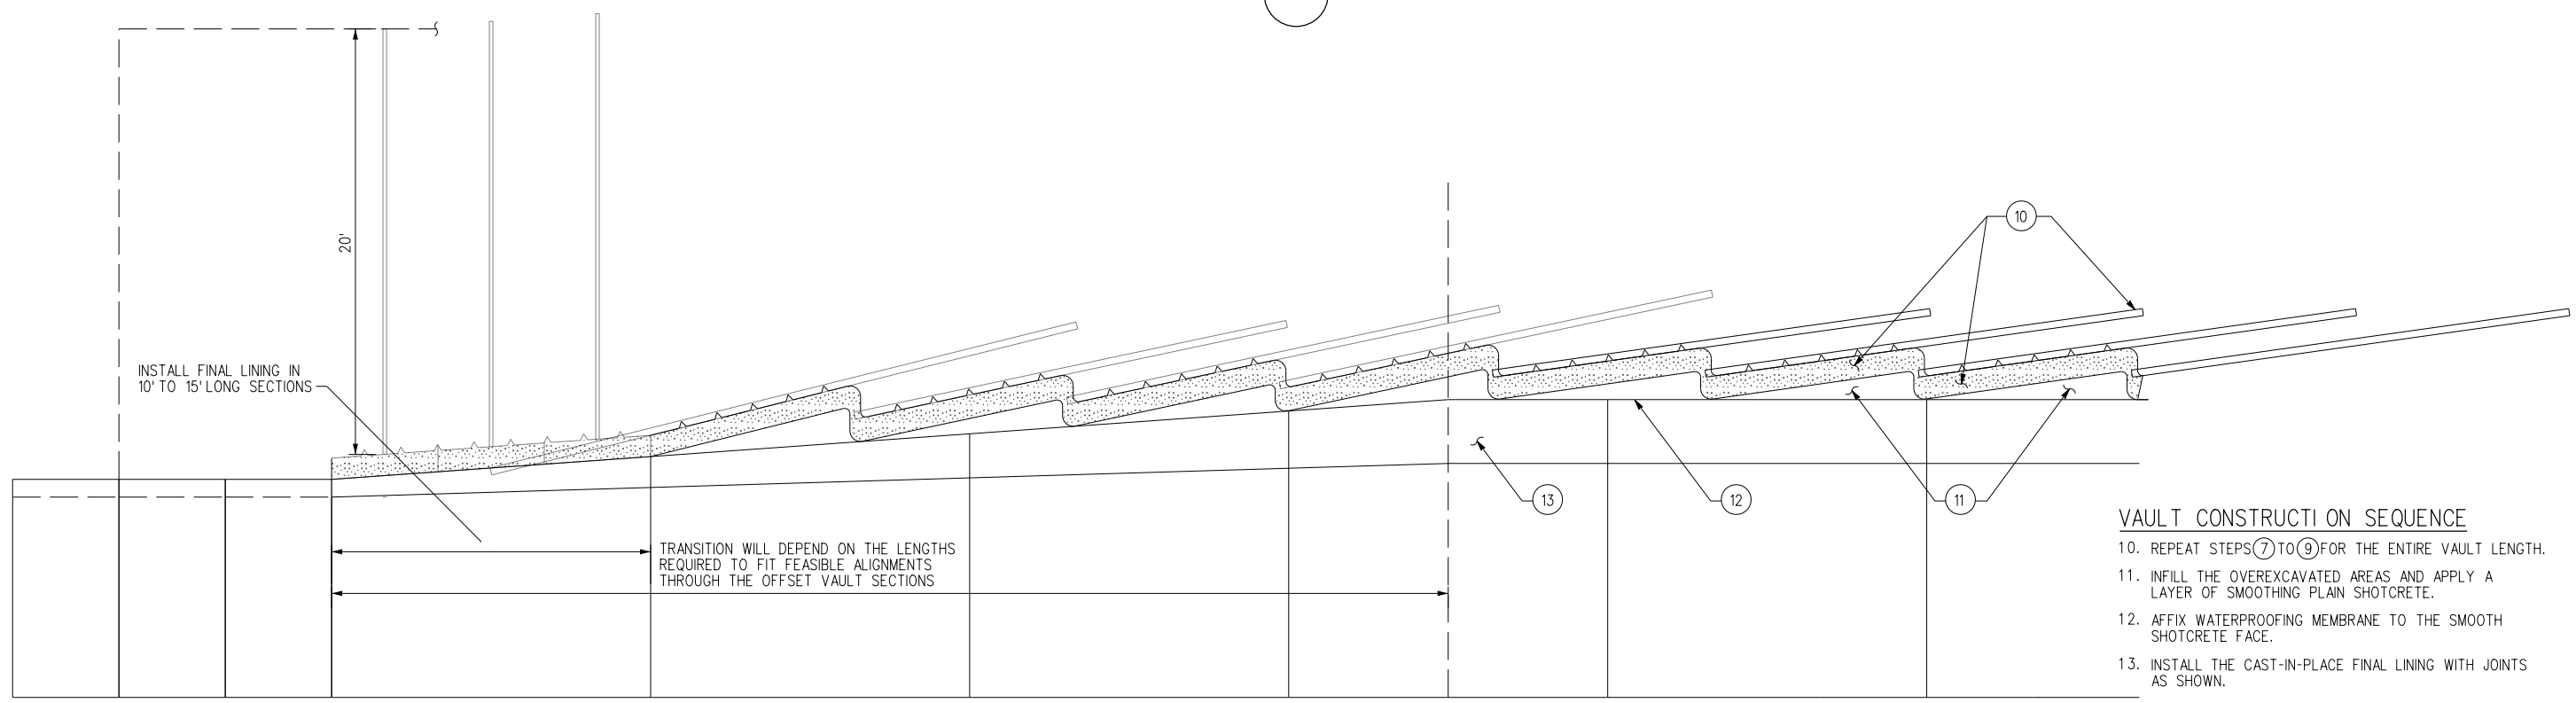 20'
10
INSTALL FINAL LINING IN
10' TO 15' LONG SECTIONS
13
12
11
TRANSITION WILL DEPEND ON THE LENGTHS
REQUIRED TO FIT FEASIBLE ALIGNMENTS
THROUGH THE OFFSET VAULT SECTIONS
VAULT CONSTRUCTION SEQUENCE
10. REPEAT STEPS 7 TO 9 FOR THE ENTIRE VAULT LENGTH.
11. INFILL THE OVEREXCAVATED AREAS AND APPLY A
LAYER OF SMOOTHING PLAIN SHOTCRETE.
12. AFFIX WATERPROOFING MEMBRANE TO THE SMOOTH
SHOTCRETE FACE.
13. INSTALL THE CAST-IN-PLACE FINAL LINING WITH JOINTS
AS SHOWN.